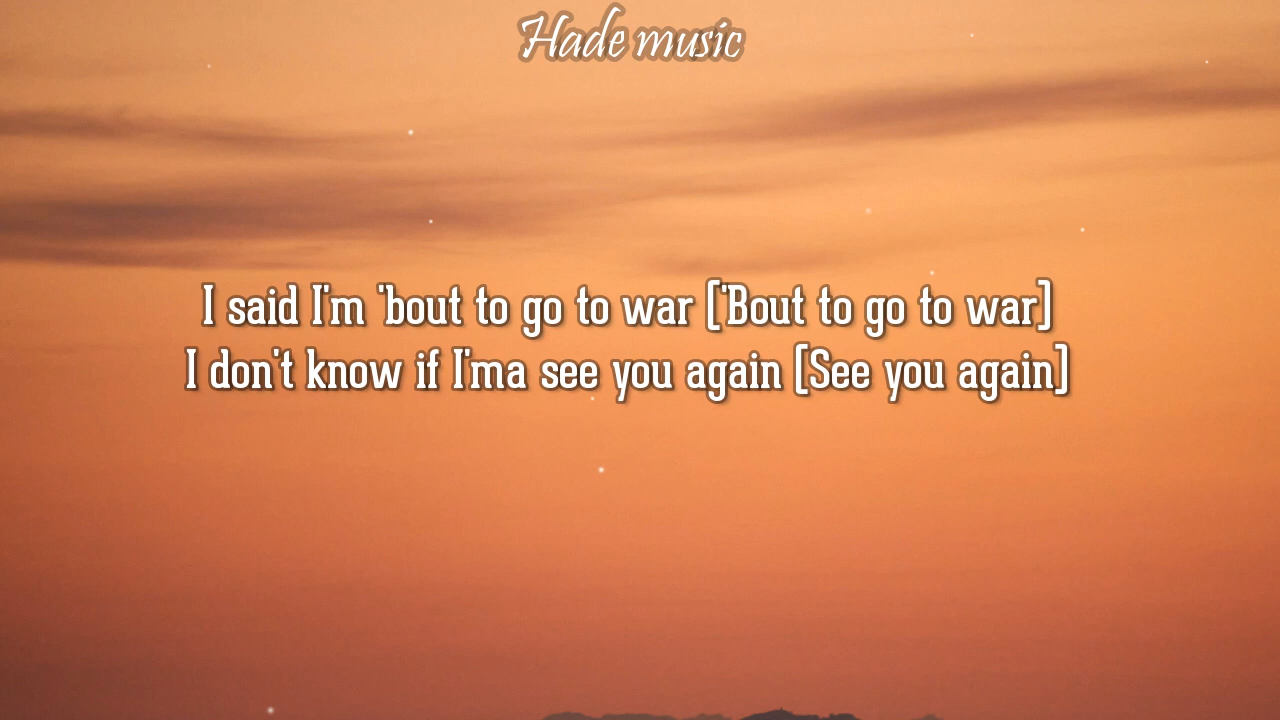 Hade music
I said I'm 'bout to go to war ['Bout to go to war]
I don't know if I'ma see you again [See you again]